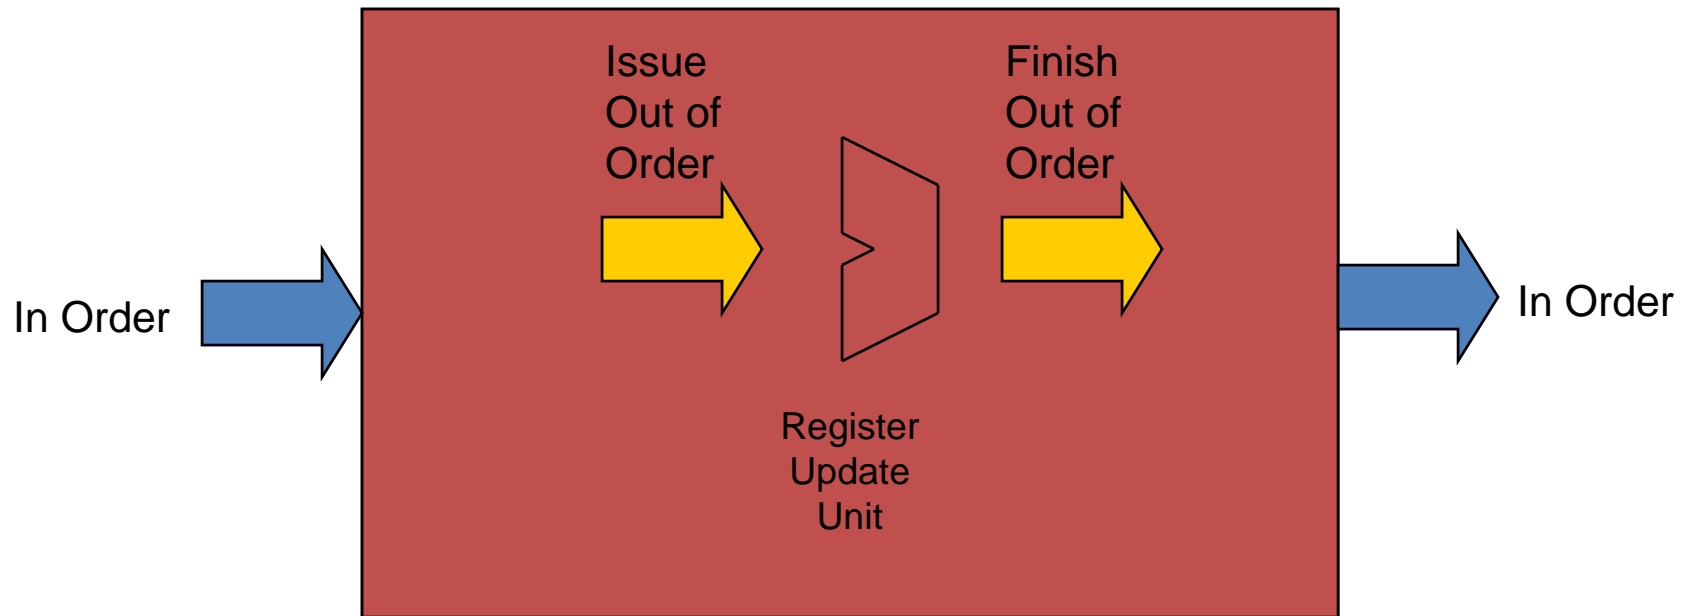 Issue
Out of
Order
Finish
Out of
Order
In Order
In Order
Register
Update
Unit